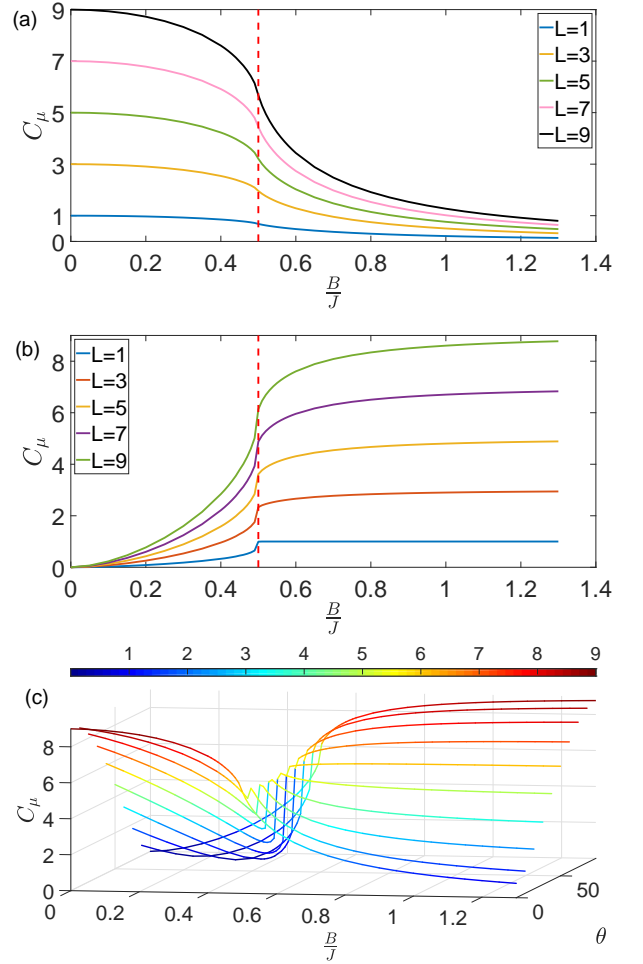 (a)
9
7
5
3
1
0
C_μ
L=1
L=3
L=5
L=7
L=9
0 0.2 0.4 0.6 0.8 1 1.2 1.4
B/J
(b)
8
6
4
2
0
C_μ
L=1
L=3
L=5
L=7
L=9
0 0.2 0.4 0.6 0.8 1 1.2 1.4
B/J
1 2 3 4 5 6 7 8 9
(c)
8
6
4
2
0
C_μ
0 0.2 0.4 0.6 0.8 1 1.2
B/J
0 50
θ